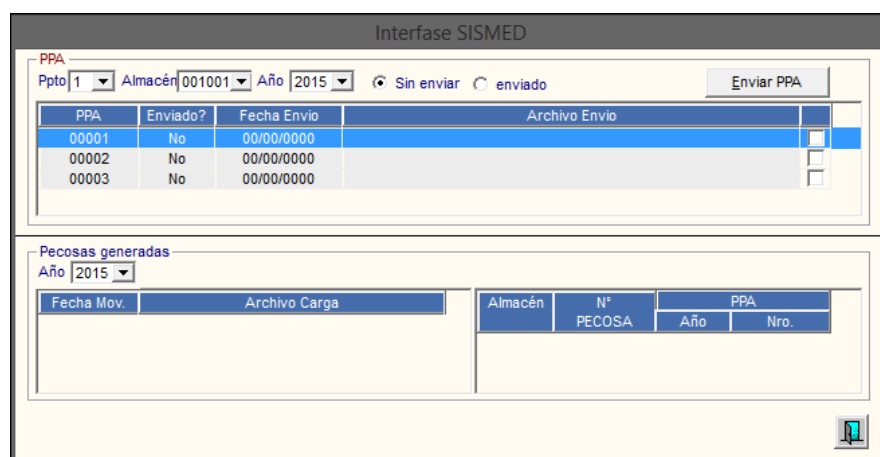 Interfase SISMED
PPA
Ppto 1 Almacén 001001 Año 2015 Sin enviar enviado Enviar PPA
PPA Enviado? Fecha Envio Archivo Envio
00001 No 00/00/0000
00002 No 00/00/0000
00003 No 00/00/0000
Pecosas generadas
Año 2015
Fecha Mov. Archivo Carga Almacén N° PECOSA PPA
Año Nro.